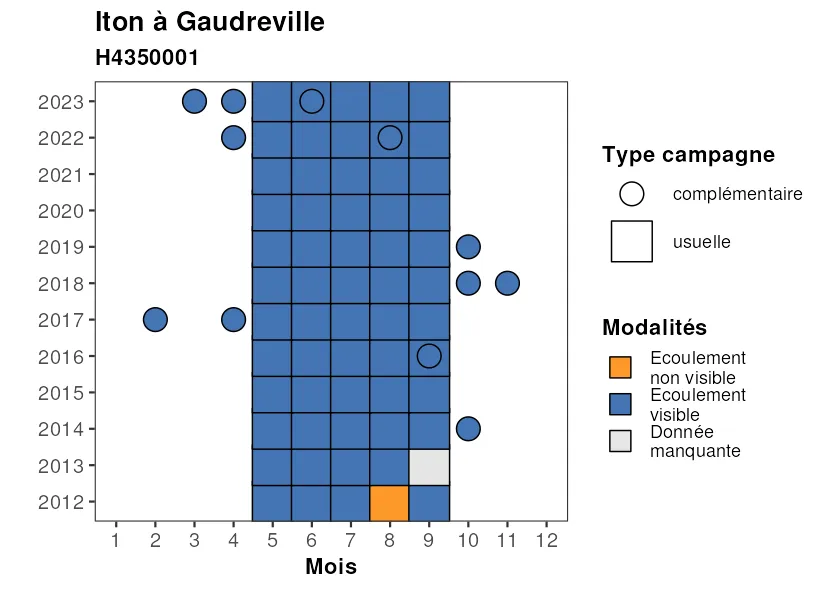 Iton à Gaudreville
H4350001
2023
2022
2021
2020
2019
2018
2017
2016
2015
2014
2013
2012
1 2 3 4 5 6 7 8 9 10 11 12
Mois
Type campagne
complémentaire
usuelle
Modalités
Ecoulement
non visible
Ecoulement
visible
Donnée
manquante